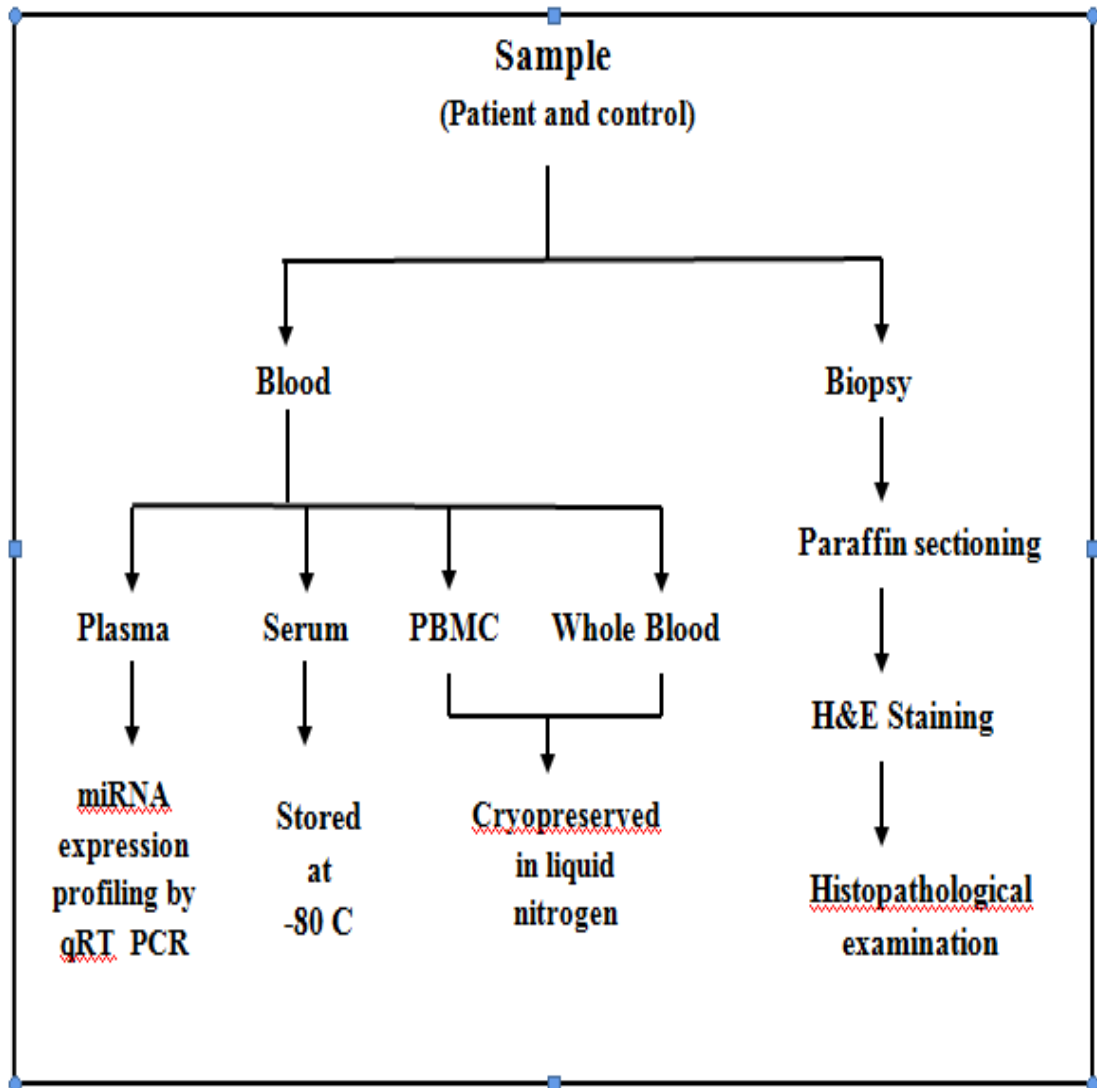 Sample
(Patient and control)
Blood
Biopsy
Plasma
Serum
PBMC
Whole Blood
Paraffin sectioning
H&E Staining
miRNA
expression
profiling by
qRT PCR
Stored
at
-80 C
Cryopreserved
in liquid
nitrogen
Histopathological
examination